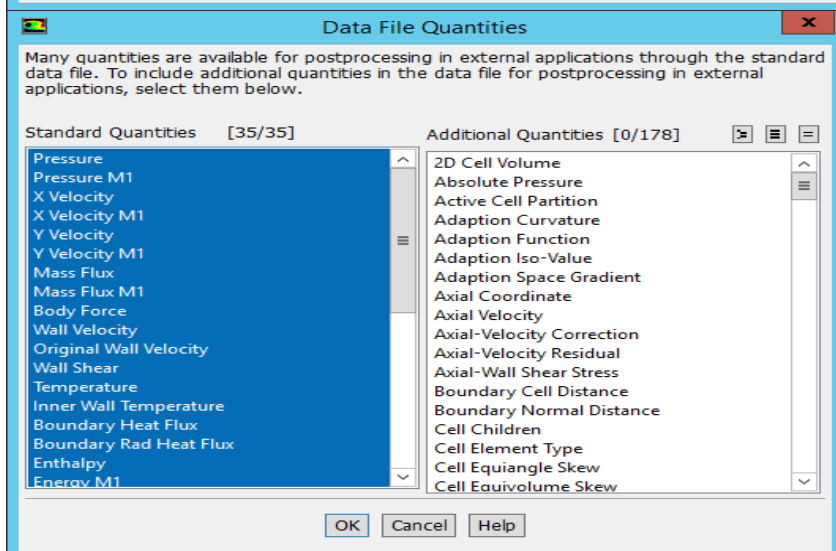 Data File Quantities
x
Many quantities are available for postprocessing in external applications through the standard
data file. To include additional quantities in the data file for postprocessing in external
applications, select them below.
Standard Quantities [35/35]
Pressure
Pressure M1
X Velocity
X Velocity M1
Y Velocity
Y Velocity M1
Mass Flux
Mass Flux M1
Body Force
Wall Velocity
Original Wall Velocity
Wall Shear
Temperature
Inner Wall Temperature
Boundary Heat Flux
Boundary Rad Heat Flux
Enthalpy
Energy M1
Additional Quantities [0/178]
2D Cell Volume
Absolute Pressure
Active Cell Partition
Adaption Curvature
Adaption Function
Adaption Iso-Value
Adaption Space Gradient
Axial Coordinate
Axial Velocity
Axial-Velocity Correction
Axial-Velocity Residual
Axial-Wall Shear Stress
Boundary Cell Distance
Boundary Normal Distance
Cell Children
Cell Element Type
Cell Equiangle Skew
Cell Equivolume Skew
OK Cancel Help